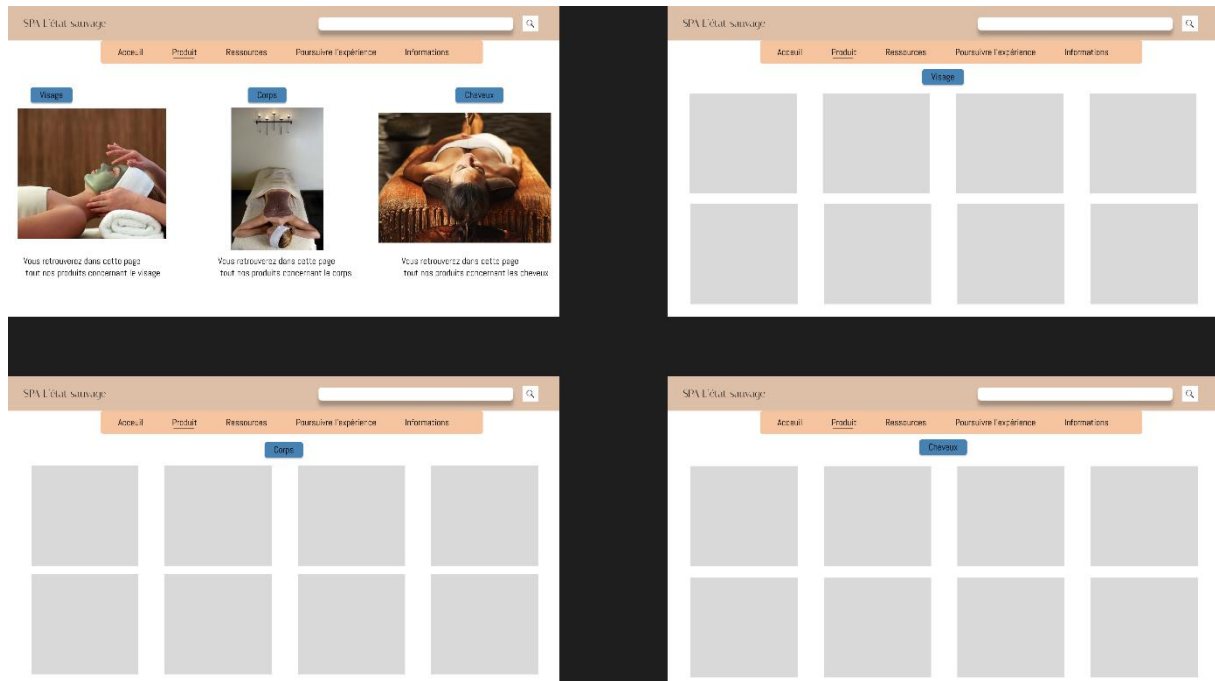 SPA L'état sauvage
Acceuil Produit Ressources Poursuivre l'expérience Informations
Visage Corps Cheveux
Vous retrouverez dans cette page Vous retrouverez dans cette page Vous retrouverez dans cette page
tout nos produits concernant le visage tout nos produits concernant le corps tout nos produits concernant les cheveux
SPA L'état sauvage
Acceuil Produit Ressources Poursuivre l'expérience Informations
Visage
SPA L'état sauvage
Acceuil Produit Ressources Poursuivre l'expérience Informations
Corps
SPA L'état sauvage
Acceuil Produit Ressources Poursuivre l'expérience Informations
Cheveux